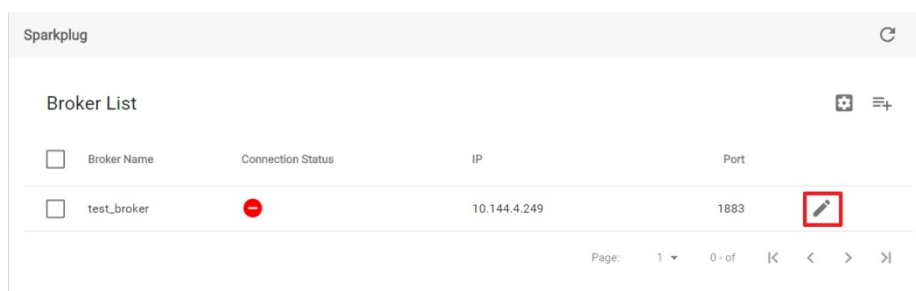 Sparkplug
Broker List
Broker Name Connection Status IP Port
test_broker 10.144.4.249 1883
Page: 1 0 - of